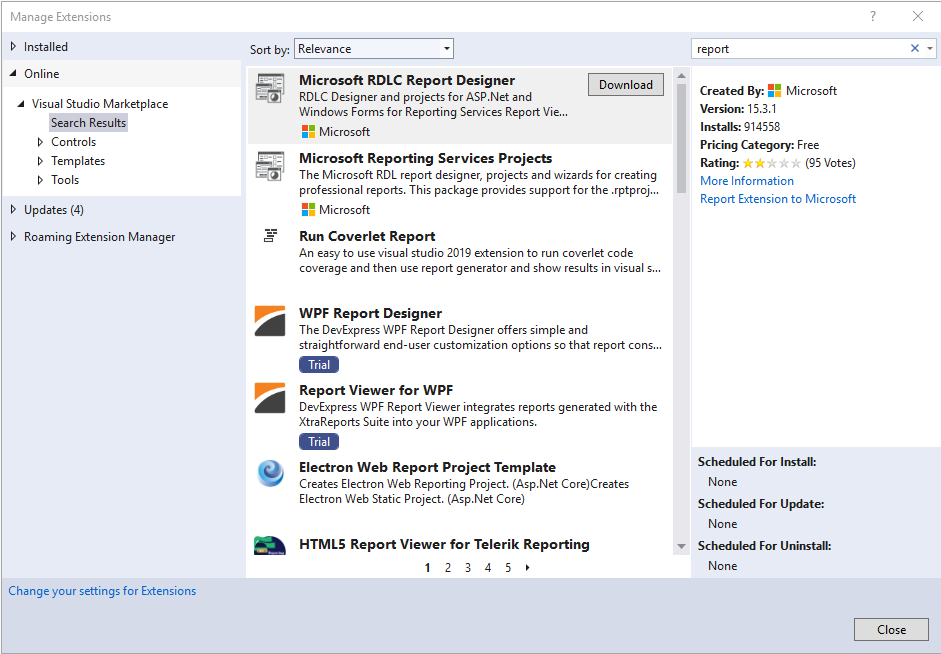 Manage Extensions
?
Installed
Online
Visual Studio Marketplace
Search Results
Controls
Templates
Tools
Updates (4)
Roaming Extension Manager
Sort by: Relevance
Microsoft RDLC Report Designer
Download
RDLC Designer and projects for ASP.Net and
Windows Forms for Reporting Services Report Vie...
Microsoft
Microsoft Reporting Services Projects
The Microsoft RDL report designer, projects and wizards for creating
professional reports. This package provides support for the .rptproj...
Microsoft
Run Coverlet Report
An easy to use visual studio 2019 extension to run coverlet code
coverage and then use report generator and show results in visual s...
WPF Report Designer
The DevExpress WPF Report Designer offers simple and
straightforward end-user customization options so that report cons...
Trial
Report Viewer for WPF
DevExpress WPF Report Viewer integrates reports generated with the
XtraReports Suite into your WPF applications.
Trial
Electron Web Report Project Template
Creates Electron Web Reporting Project. (Asp.Net Core)Creates
Electron Web Static Project. (Asp.Net Core)
HTML5 Report Viewer for Telerik Reporting
1 2 3 4 5
report
Created By: Microsoft
Version: 15.3.1
Installs: 914558
Pricing Category: Free
Rating: (95 Votes)
More Information
Report Extension to Microsoft
Scheduled For Install:
None
Scheduled For Update:
None
Scheduled For Uninstall:
None
Change your settings for Extensions
Close